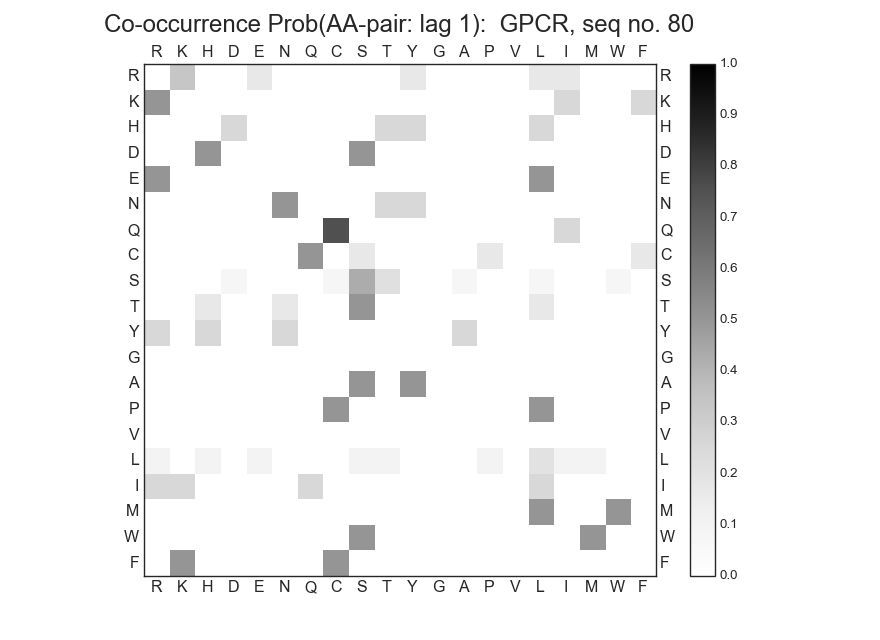 Co-occurrence Prob(AA-pair: lag 1):  GPCR, seq no. 80
R K H D E N Q C S T Y G A P V L I M W F
R R 1.0
K K 0.9
H H
D D 0.8
E E
N N 0.7
Q Q
C C 0.6
S S
T T 0.5
Y Y
G G 0.4
A A
P P 0.3
V V
L L 0.2
I I
M M 0.1
W W
F F 0.0
R K H D E N Q C S T Y G A P V L I M W F